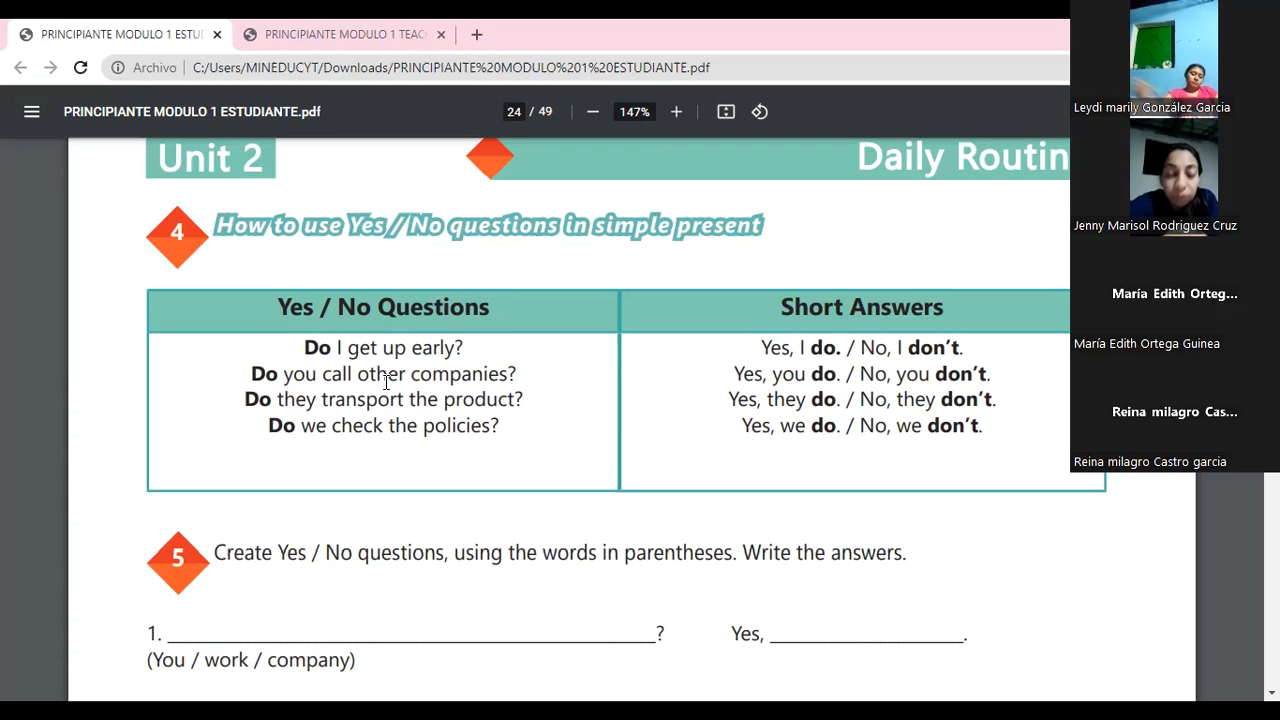 PRINCIPIANTE MODULO 1 ESTU
PRINCIPIANTE MODULO 1 TEAC
Archivo
C:/Users/MINEDUCYT/Downloads/PRINCIPIANTE%20MODULO%201%20ESTUDIANTE.pdf
PRINCIPIANTE MODULO 1 ESTUDIANTE.pdf
24 / 49
147%
Unit 2
Daily Routin
4
How to use Yes / No questions in simple present
Yes / No Questions
Short Answers
Do I get up early?
Yes, I do. / No, I don't.
Do you call other companies?
Yes, you do. / No, you don't.
Do they transport the product?
Yes, they do. / No, they don't.
Do we check the policies?
Yes, we do. / No, we don't.
5
Create Yes / No questions, using the words in parentheses. Write the answers.
1. ______________________________________________?
Yes, __________________.
(You / work / company)
Leydi marily González Garcia
Jenny Marisol Rodriguez Cruz
María Edith Orteg...
María Edith Ortega Guinea
Reina milagro Cas...
Reina milagro Castro garcia